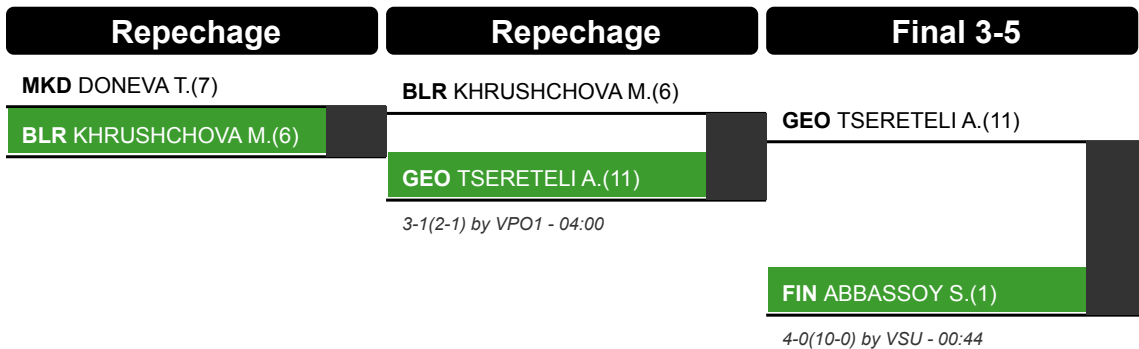 Repechage
Repechage
Final 3-5
MKD DONEVA T.(7)
BLR KHRUSHCHOVA M.(6)
BLR KHRUSHCHOVA M.(6)
GEO TSERETELI A.(11)
3-1(2-1) by VPO1 - 04:00
GEO TSERETELI A.(11)
FIN ABBASSOY S.(1)
4-0(10-0) by VSU - 00:44